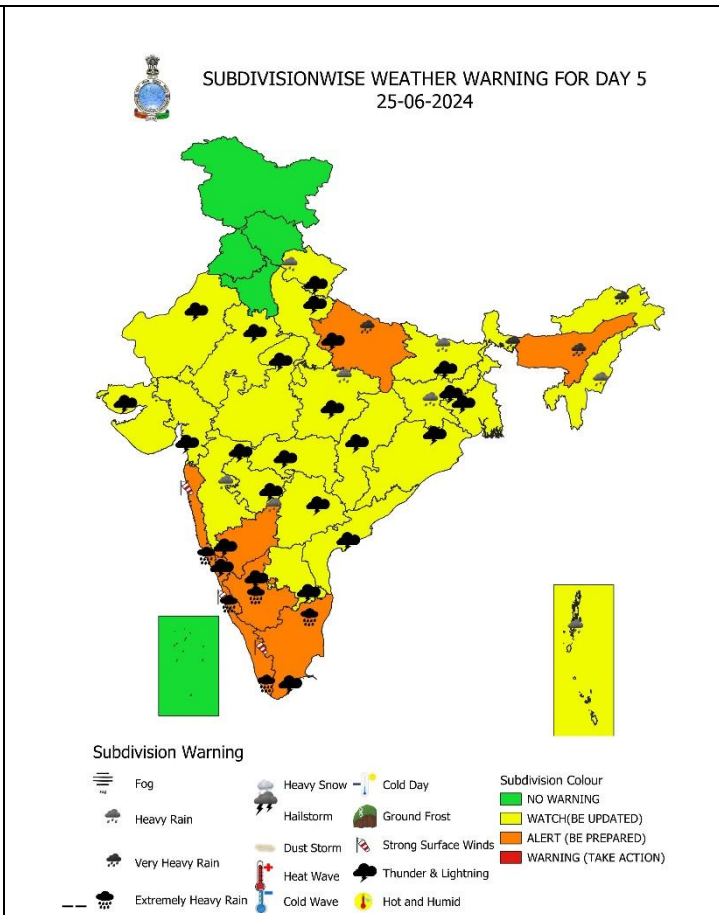 SUBDIVISIONWISE WEATHER WARNING FOR DAY 5
25-06-2024
Subdivision Warning
Fog
Heavy Rain
Very Heavy Rain
Extremely Heavy Rain
Heavy Snow
Hailstorm
Dust Storm
Heat Wave
Cold Wave
Cold Day
Ground Frost
Strong Surface Winds
Thunder & Lightning
Hot and Humid
Subdivision Colour
NO WARNING
WATCH(BE UPDATED)
ALERT (BE PREPARED)
WARNING (TAKE ACTION)